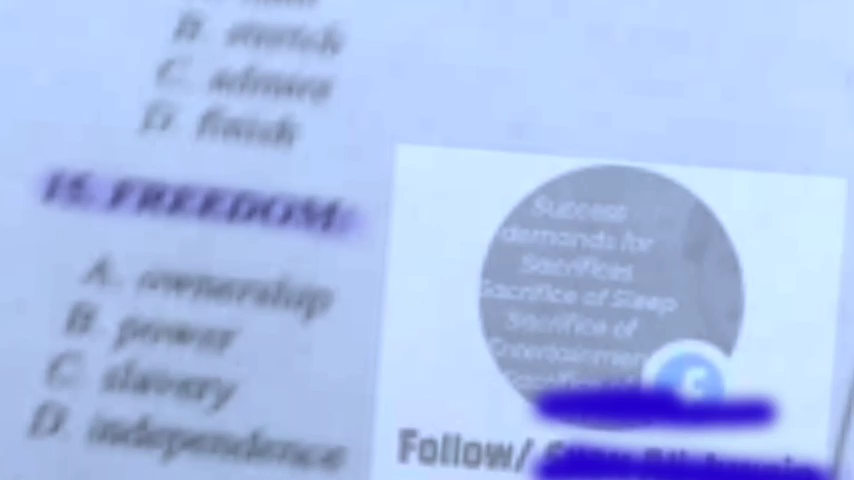 B. stretch
C. admire
D. finish
15. FREEDOM:
A. ownership
B. power
C. slavery
D. independence
Success
demands for
Sacrifices
Sacrifice of Sleep
Sacrifice of
Entertainment
Follow/